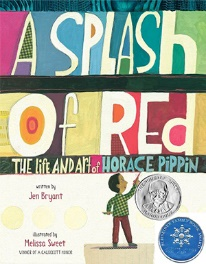 A SPLASH
OF RED
THE LIFE AND ART of HORACE PIPPIN
written by
Jen Bryant
illustrated by
Melissa Sweet
WINNER OF A CALDECOTT HONOR